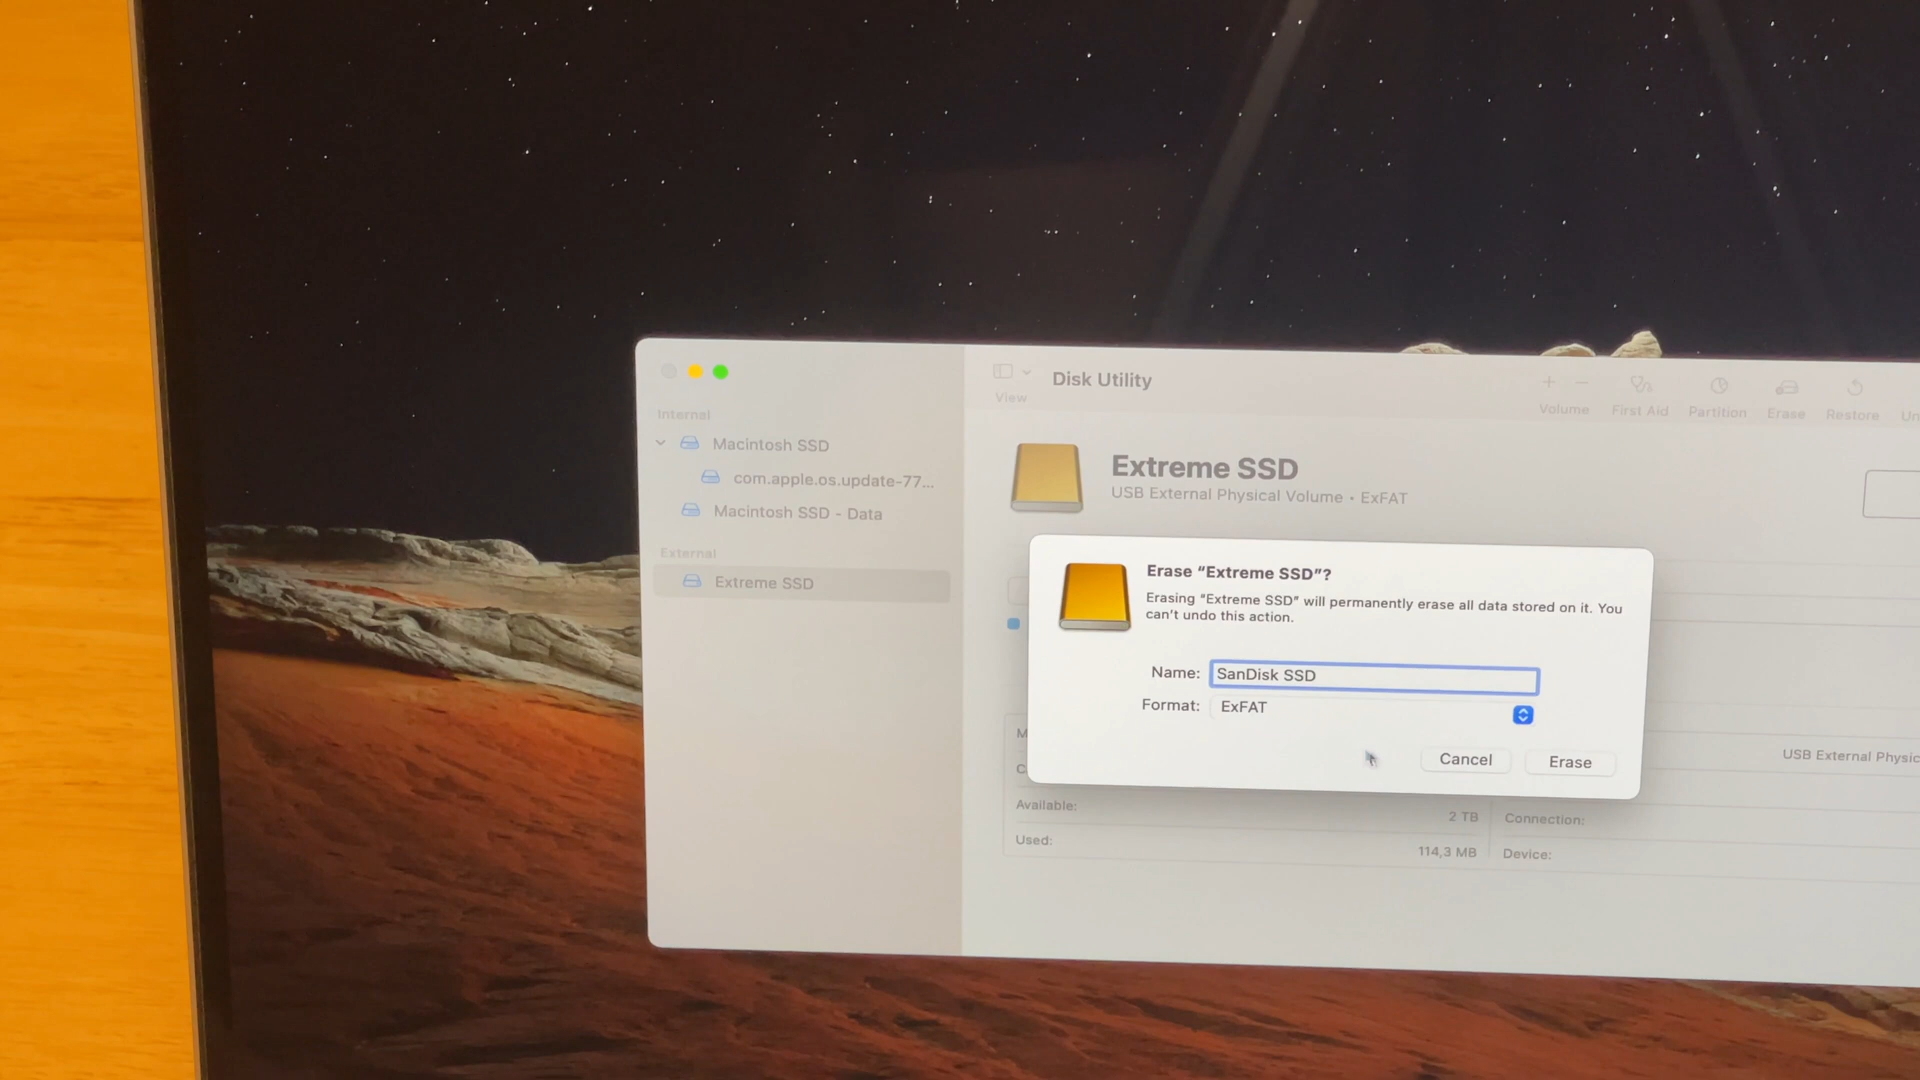 Disk Utility
View
Volume
First Aid
Partition
Erase
Restore
Internal
Macintosh SSD
com.apple.os.update-77...
Macintosh SSD - Data
External
Extreme SSD
Extreme SSD
USB External Physical Volume • ExFAT
Erase “Extreme SSD”?
Erasing “Extreme SSD” will permanently erase all data stored on it. You
can’t undo this action.
Name: SanDisk SSD
Format: ExFAT
Cancel
Erase
USB External Physic
Available: 2 TB
Connection:
Used: 114,3 MB
Device: